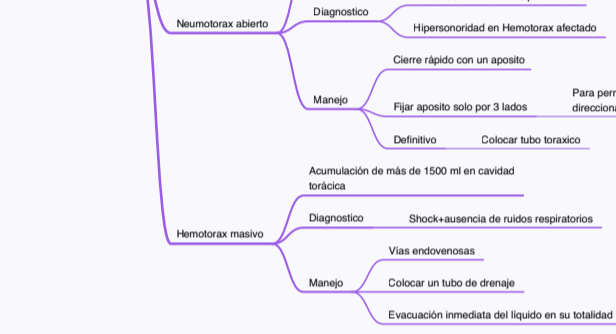 Diagnostico
Neumotorax abierto
Hipersonoridad en Hemotorax afectado
Cierre rápido con un aposito
Manejo
Fijar aposito solo por 3 lados
Definitivo
Colocar tubo toraxico
Acumulación de más de 1500 ml en cavidad
torácica
Diagnostico
Shock+ausencia de ruidos respiratorios
Hemotorax masivo
Vías endovenosas
Manejo
Colocar un tubo de drenaje
Evacuación inmediata del líquido en su totalidad
Para